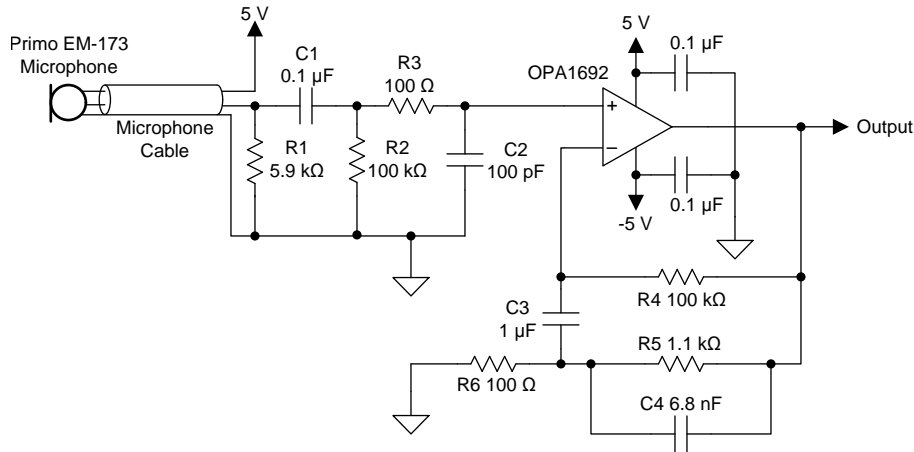 Primo EM-173
Microphone
Microphone
Cable
5 V
C1
0.1 µF
R3
100 Ω
R1
5.9 kΩ
R2
100 kΩ
C2
100 pF
OPA1692
5 V
0.1 µF
+
−
-5 V
0.1 µF
Output
R4 100 kΩ
C3
1 µF
R5 1.1 kΩ
R6 100 Ω
C4 6.8 nF